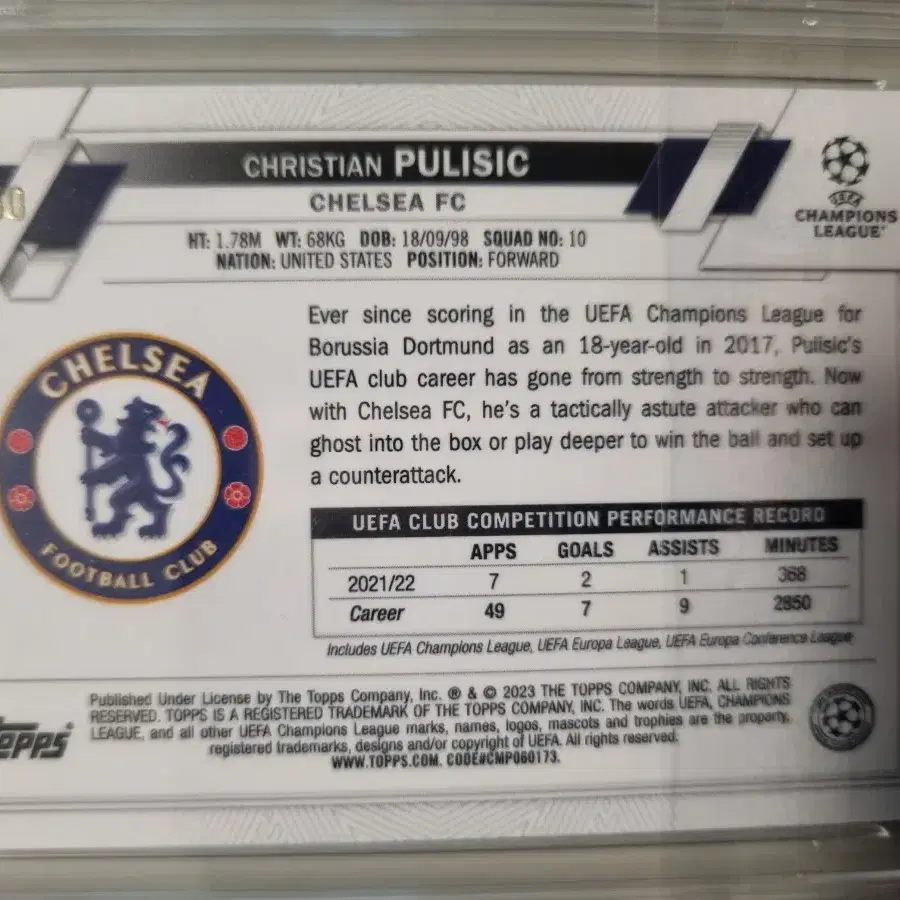 CHRISTIAN PULISIC
CHELSEA FC
HT: 1.78M WT: 68KG DOB: 18/09/98 SQUAD NO: 10
NATION: UNITED STATES POSITION: FORWARD
UEFA
CHAMPIONS
LEAGUE
CHELSEA
FOOTBALL CLUB
Ever since scoring in the UEFA Champions League for
Borussia Dortmund as an 18-year-old in 2017, Pulisic's
UEFA club career has gone from strength to strength. Now
with Chelsea FC, he's a tactically astute attacker who can
ghost into the box or play deeper to win the ball and set up
a counterattack.
UEFA CLUB COMPETITION PERFORMANCE RECORD
APPS GOALS ASSISTS MINUTES
2021/22 7 2 1 368
Career 49 7 9 2850
Includes UEFA Champions League, UEFA Europa League, UEFA Europa Conference League
Published Under License by The Topps Company, Inc. ® & © 2023 THE TOPPS COMPANY, INC. ALL RIGHTS
RESERVED. TOPPS IS A REGISTERED TRADEMARK OF THE TOPPS COMPANY, INC. The words UEFA, CHAMPIONS
LEAGUE, and all other UEFA Champions League marks, names, logos, mascots and trophies are the property,
registered trademarks, designs and/or copyright of UEFA. All rights reserved.
WWW.TOPPS.COM. CODE#CMP060173.
opps